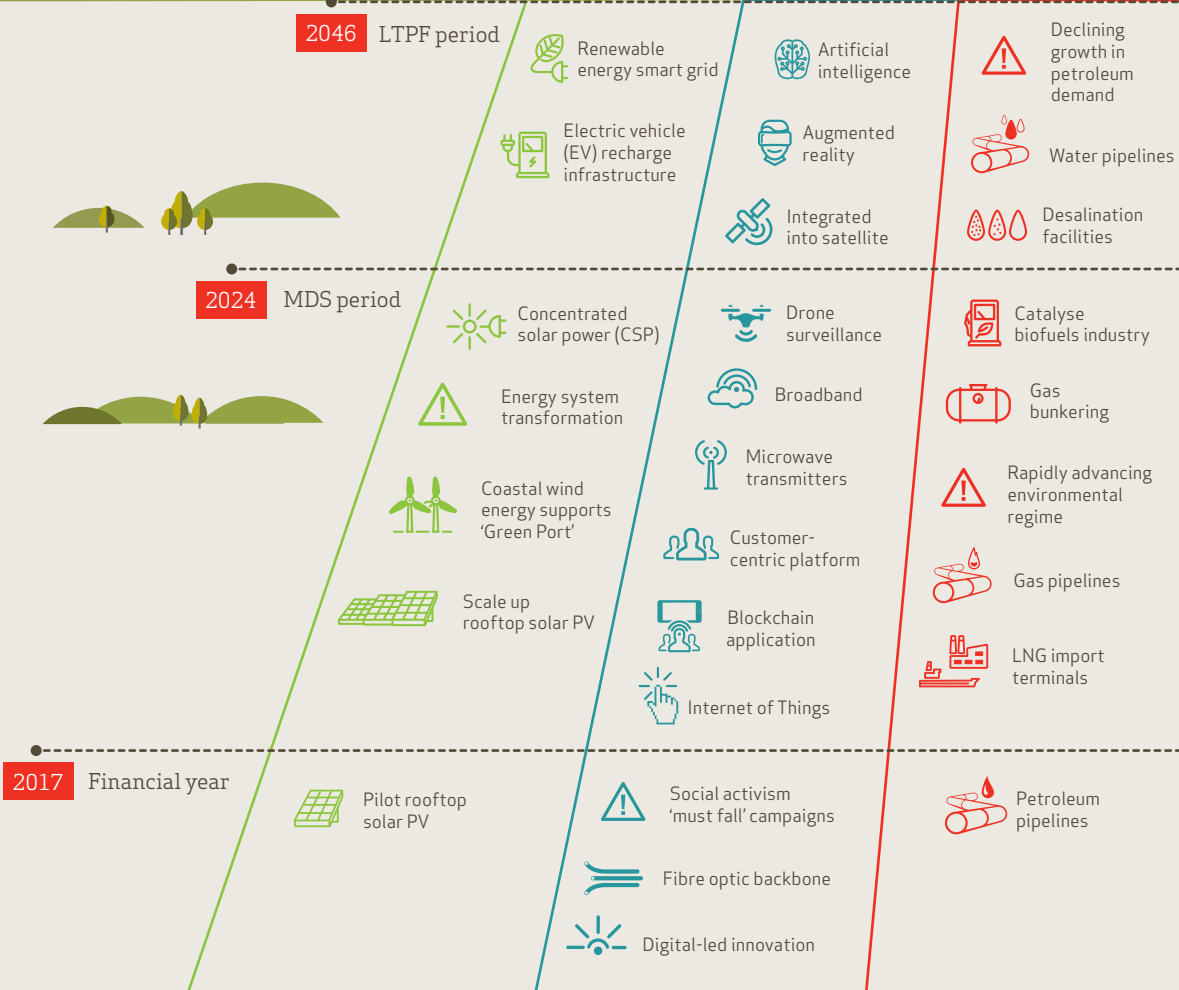 2046
LTPF period
Renewable
energy smart grid
Electric vehicle
(EV) recharge
infrastructure
Artificial
intelligence
Augmented
reality
Integrated
into satellite
Declining
growth in
petroleum
demand
Water pipelines
Desalination
facilities
2024
MDS period
Concentrated
solar power (CSP)
Energy system
transformation
Coastal wind
energy supports
‘Green Port’
Scale up
rooftop solar PV
Drone
surveillance
Broadband
Microwave
transmitters
Customer-
centric platform
Blockchain
application
Internet of Things
Catalyse
biofuels industry
Gas
bunkering
Rapidly advancing
environmental
regime
Gas pipelines
LNG import
terminals
2017
Financial year
Pilot rooftop
solar PV
Social activism
‘must fall’ campaigns
Fibre optic backbone
Digital-led innovation
Petroleum
pipelines